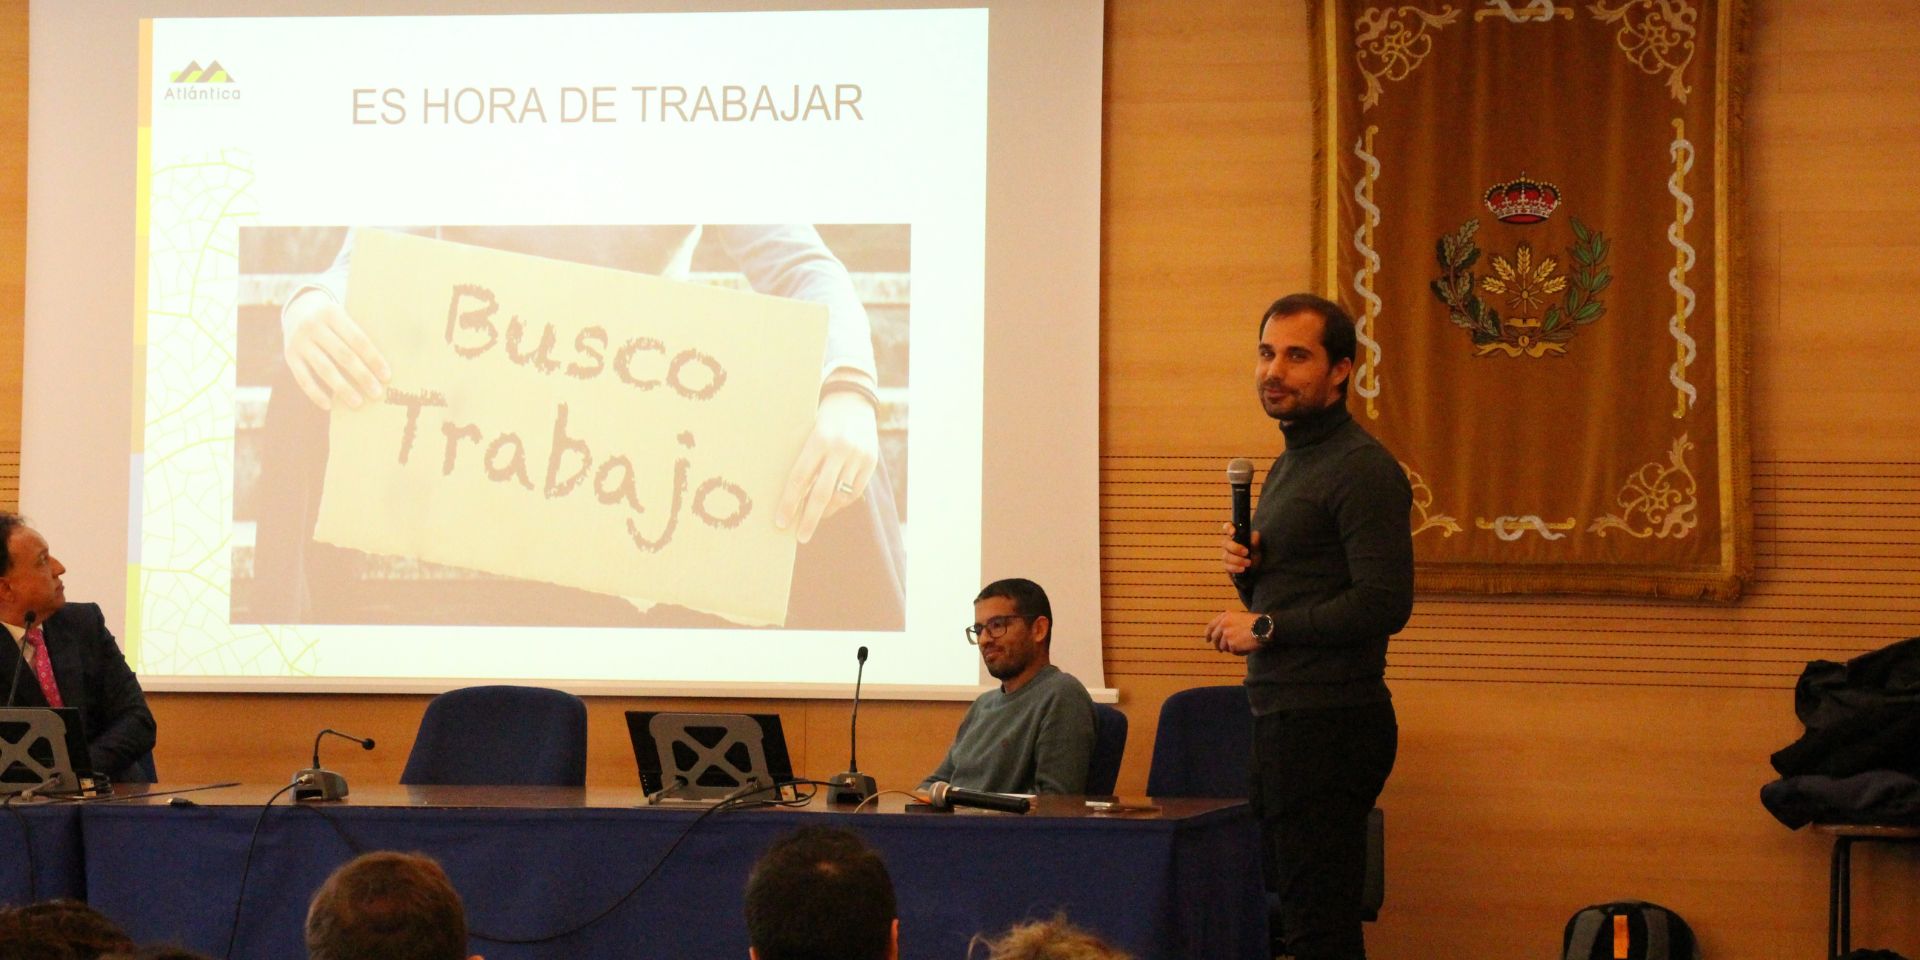 Atlántica
ES HORA DE TRABAJAR
Busco
Trabajo